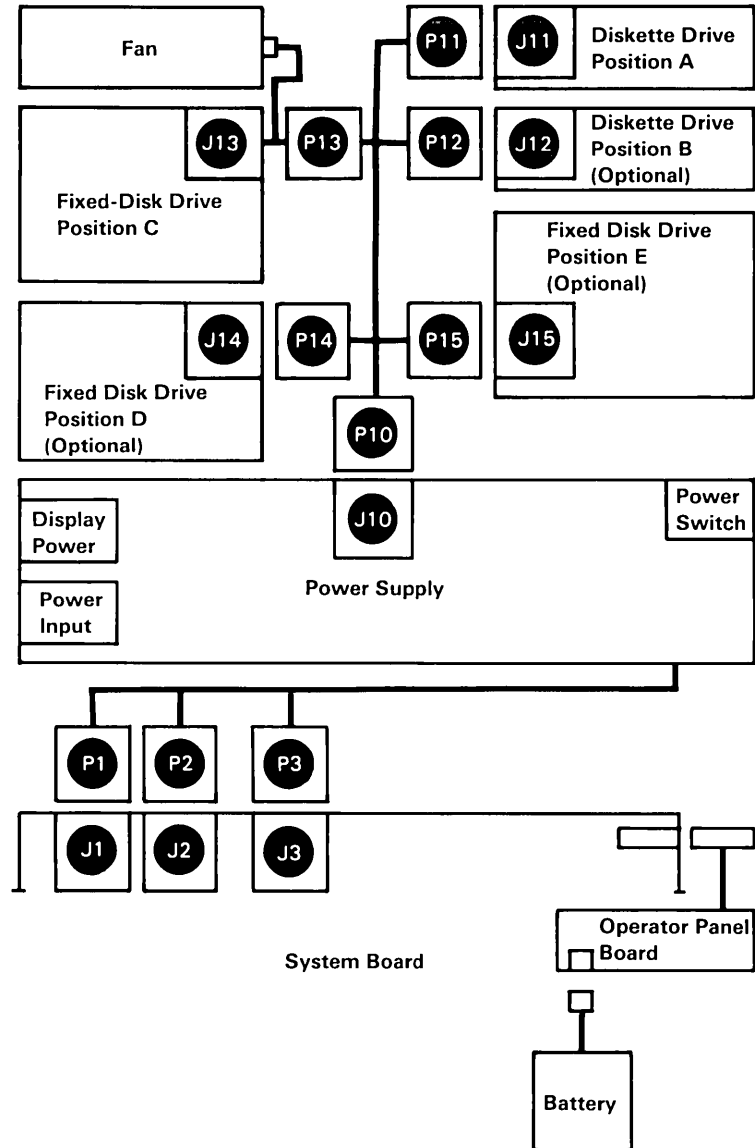 Fan
P11
J11
Diskette Drive
Position A
J13
P13
P12
J12
Diskette Drive
Position B
(Optional)
Fixed-Disk Drive
Position C
Fixed Disk Drive
Position E
(Optional)
J14
P14
P15
J15
Fixed Disk Drive
Position D
(Optional)
P10
J10
Display
Power
Power
Switch
Power
Input
Power Supply
P1
P2
P3
J1
J2
J3
Operator Panel
Board
System Board
Battery